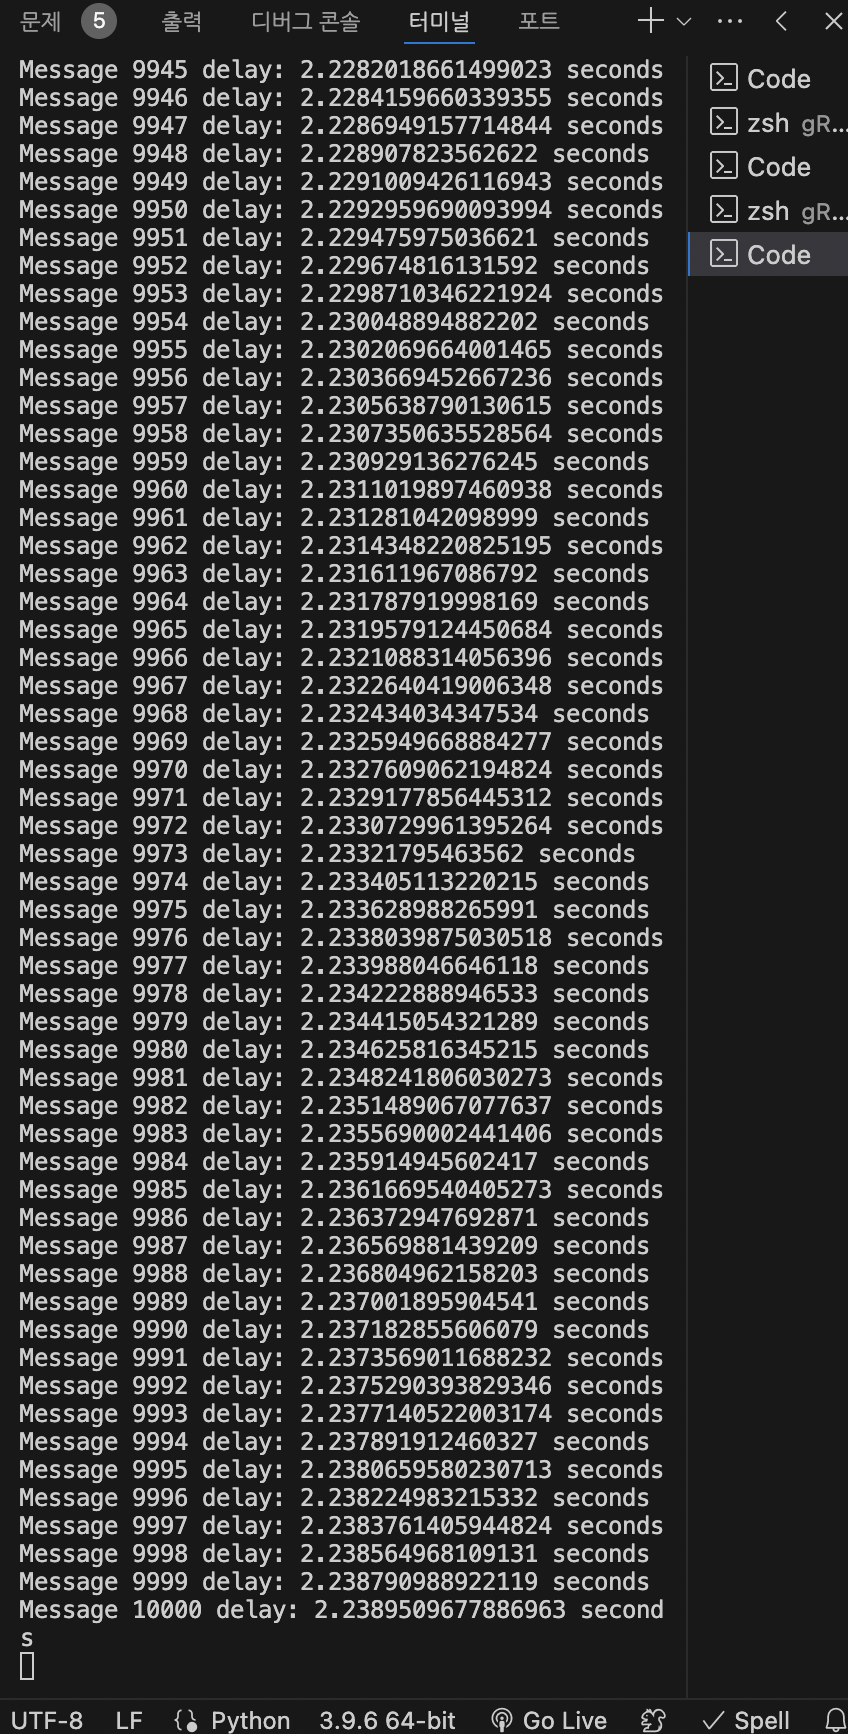 문제 5 출력 디버그 콘솔 터미널 포트
Message 9945 delay: 2.2282018661499023 seconds
Message 9946 delay: 2.2284159660339355 seconds
Message 9947 delay: 2.2286949157714844 seconds
Message 9948 delay: 2.228907823562622 seconds
Message 9949 delay: 2.2291009426116943 seconds
Message 9950 delay: 2.2292959690093994 seconds
Message 9951 delay: 2.229475975036621 seconds
Message 9952 delay: 2.229674816131592 seconds
Message 9953 delay: 2.2298710346221924 seconds
Message 9954 delay: 2.230048894882202 seconds
Message 9955 delay: 2.2302069664001465 seconds
Message 9956 delay: 2.2303669452667236 seconds
Message 9957 delay: 2.2305638790130615 seconds
Message 9958 delay: 2.2307350635528564 seconds
Message 9959 delay: 2.230929136276245 seconds
Message 9960 delay: 2.2311019897460938 seconds
Message 9961 delay: 2.231281042098999 seconds
Message 9962 delay: 2.2314348220825195 seconds
Message 9963 delay: 2.231611967086792 seconds
Message 9964 delay: 2.231787919998169 seconds
Message 9965 delay: 2.2319579124450684 seconds
Message 9966 delay: 2.2321088314056396 seconds
Message 9967 delay: 2.2322640419006348 seconds
Message 9968 delay: 2.232434034347534 seconds
Message 9969 delay: 2.2325949668884277 seconds
Message 9970 delay: 2.2327609062194824 seconds
Message 9971 delay: 2.2329177856445312 seconds
Message 9972 delay: 2.2330729961395264 seconds
Message 9973 delay: 2.23321795463562 seconds
Message 9974 delay: 2.233405113220215 seconds
Message 9975 delay: 2.233628988265991 seconds
Message 9976 delay: 2.2338039875030518 seconds
Message 9977 delay: 2.233988046646118 seconds
Message 9978 delay: 2.234222888946533 seconds
Message 9979 delay: 2.234415054321289 seconds
Message 9980 delay: 2.234625816345215 seconds
Message 9981 delay: 2.2348241806030273 seconds
Message 9982 delay: 2.2351489067077637 seconds
Message 9983 delay: 2.2355690002441406 seconds
Message 9984 delay: 2.235914945602417 seconds
Message 9985 delay: 2.2361669540405273 seconds
Message 9986 delay: 2.236372947692871 seconds
Message 9987 delay: 2.236569881439209 seconds
Message 9988 delay: 2.236804962158203 seconds
Message 9989 delay: 2.237001895904541 seconds
Message 9990 delay: 2.237182855606079 seconds
Message 9991 delay: 2.2373569011688232 seconds
Message 9992 delay: 2.2375290393829346 seconds
Message 9993 delay: 2.2377140522003174 seconds
Message 9994 delay: 2.237891912460327 seconds
Message 9995 delay: 2.2380659580230713 seconds
Message 9996 delay: 2.238224983215332 seconds
Message 9997 delay: 2.2383761405944824 seconds
Message 9998 delay: 2.238564968109131 seconds
Message 9999 delay: 2.238790988922119 seconds
Message 10000 delay: 2.2389509677886963 second
s
Code
zsh gR...
Code
zsh gR...
Code
UTF-8 LF Python 3.9.6 64-bit Go Live Spell